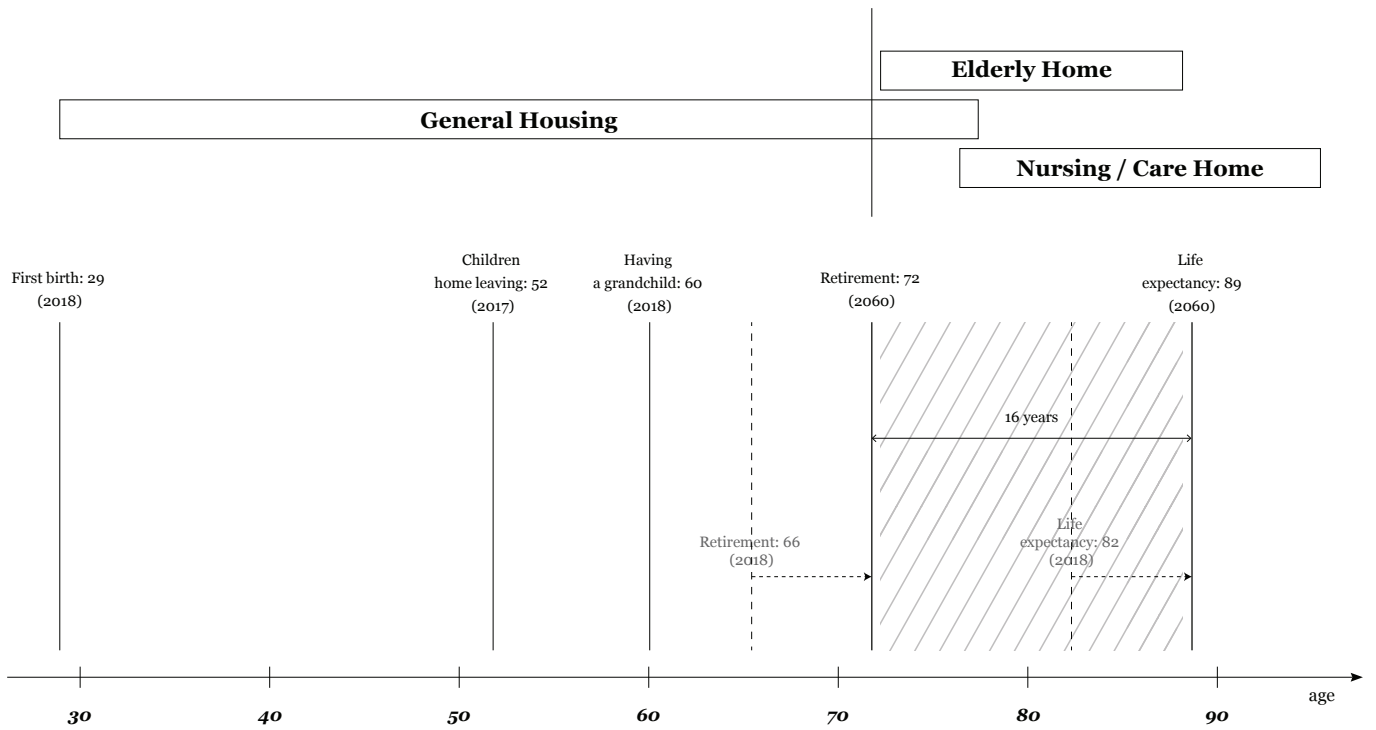 Elderly Home
General Housing
Nursing / Care Home
First birth: 29
(2018)
Children
home leaving: 52
(2017)
Having
a grandchild: 60
(2018)
Retirement: 72
(2060)
Life
expectancy: 89
(2060)
16 years
Retirement: 66
(2018)
Life
expectancy: 82
(2018)
30 40 50 60 70 80 90
age